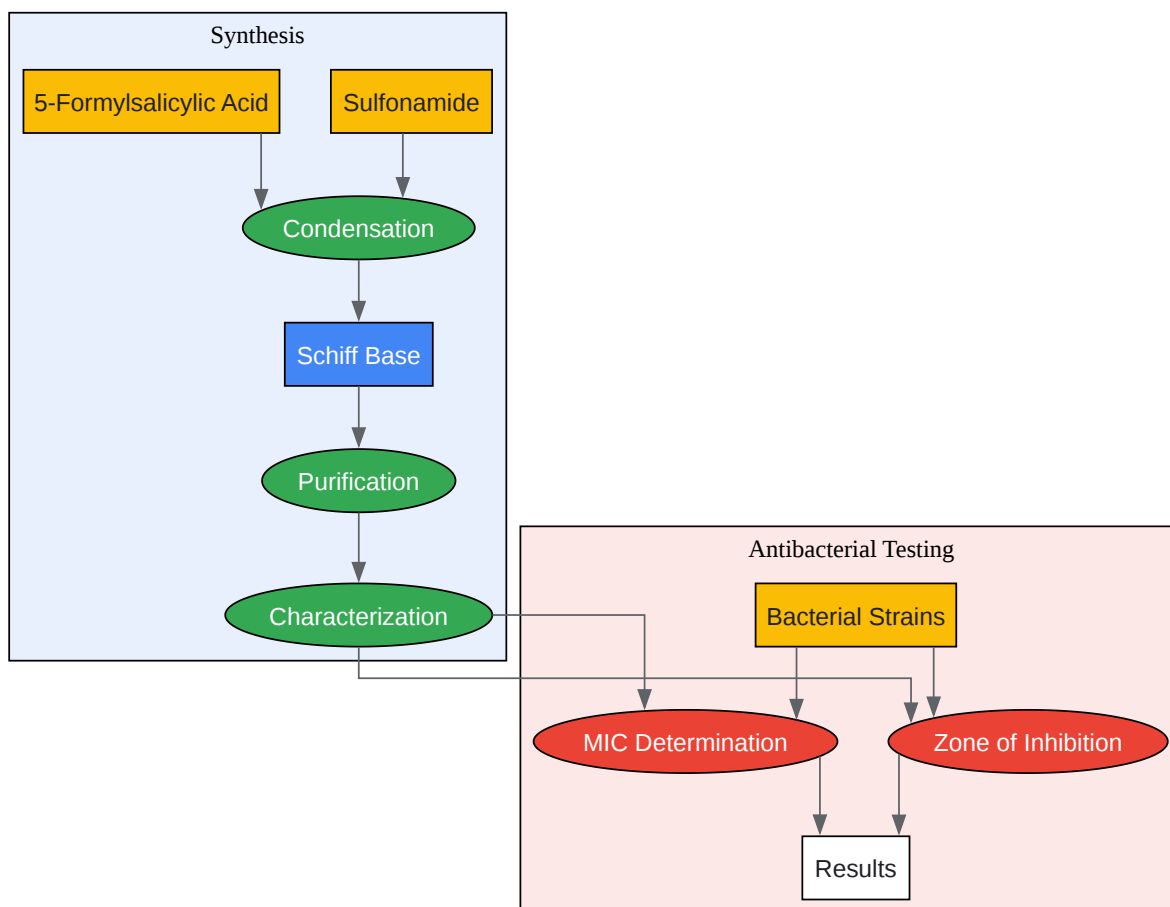 Synthesis
5-Formylsalicylic Acid
Sulfonamide
Condensation
Schiff Base
Purification
Characterization
Antibacterial Testing
Bacterial Strains
MIC Determination
Zone of Inhibition
Results